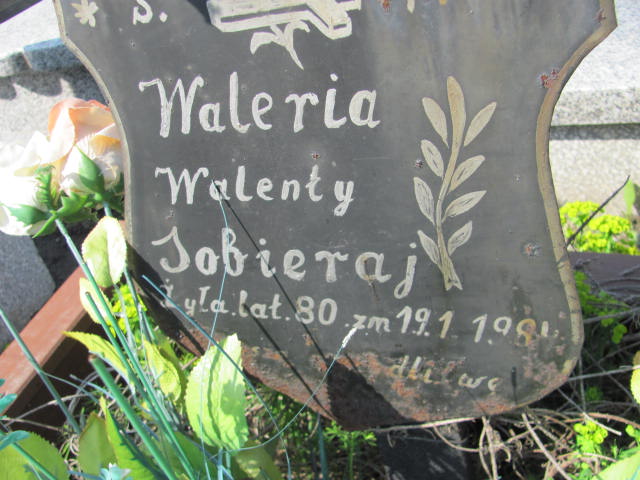 Ś.
Waleria
Walenty
Sobieraj
Żyła.lat.80.zm 19.1 1981.